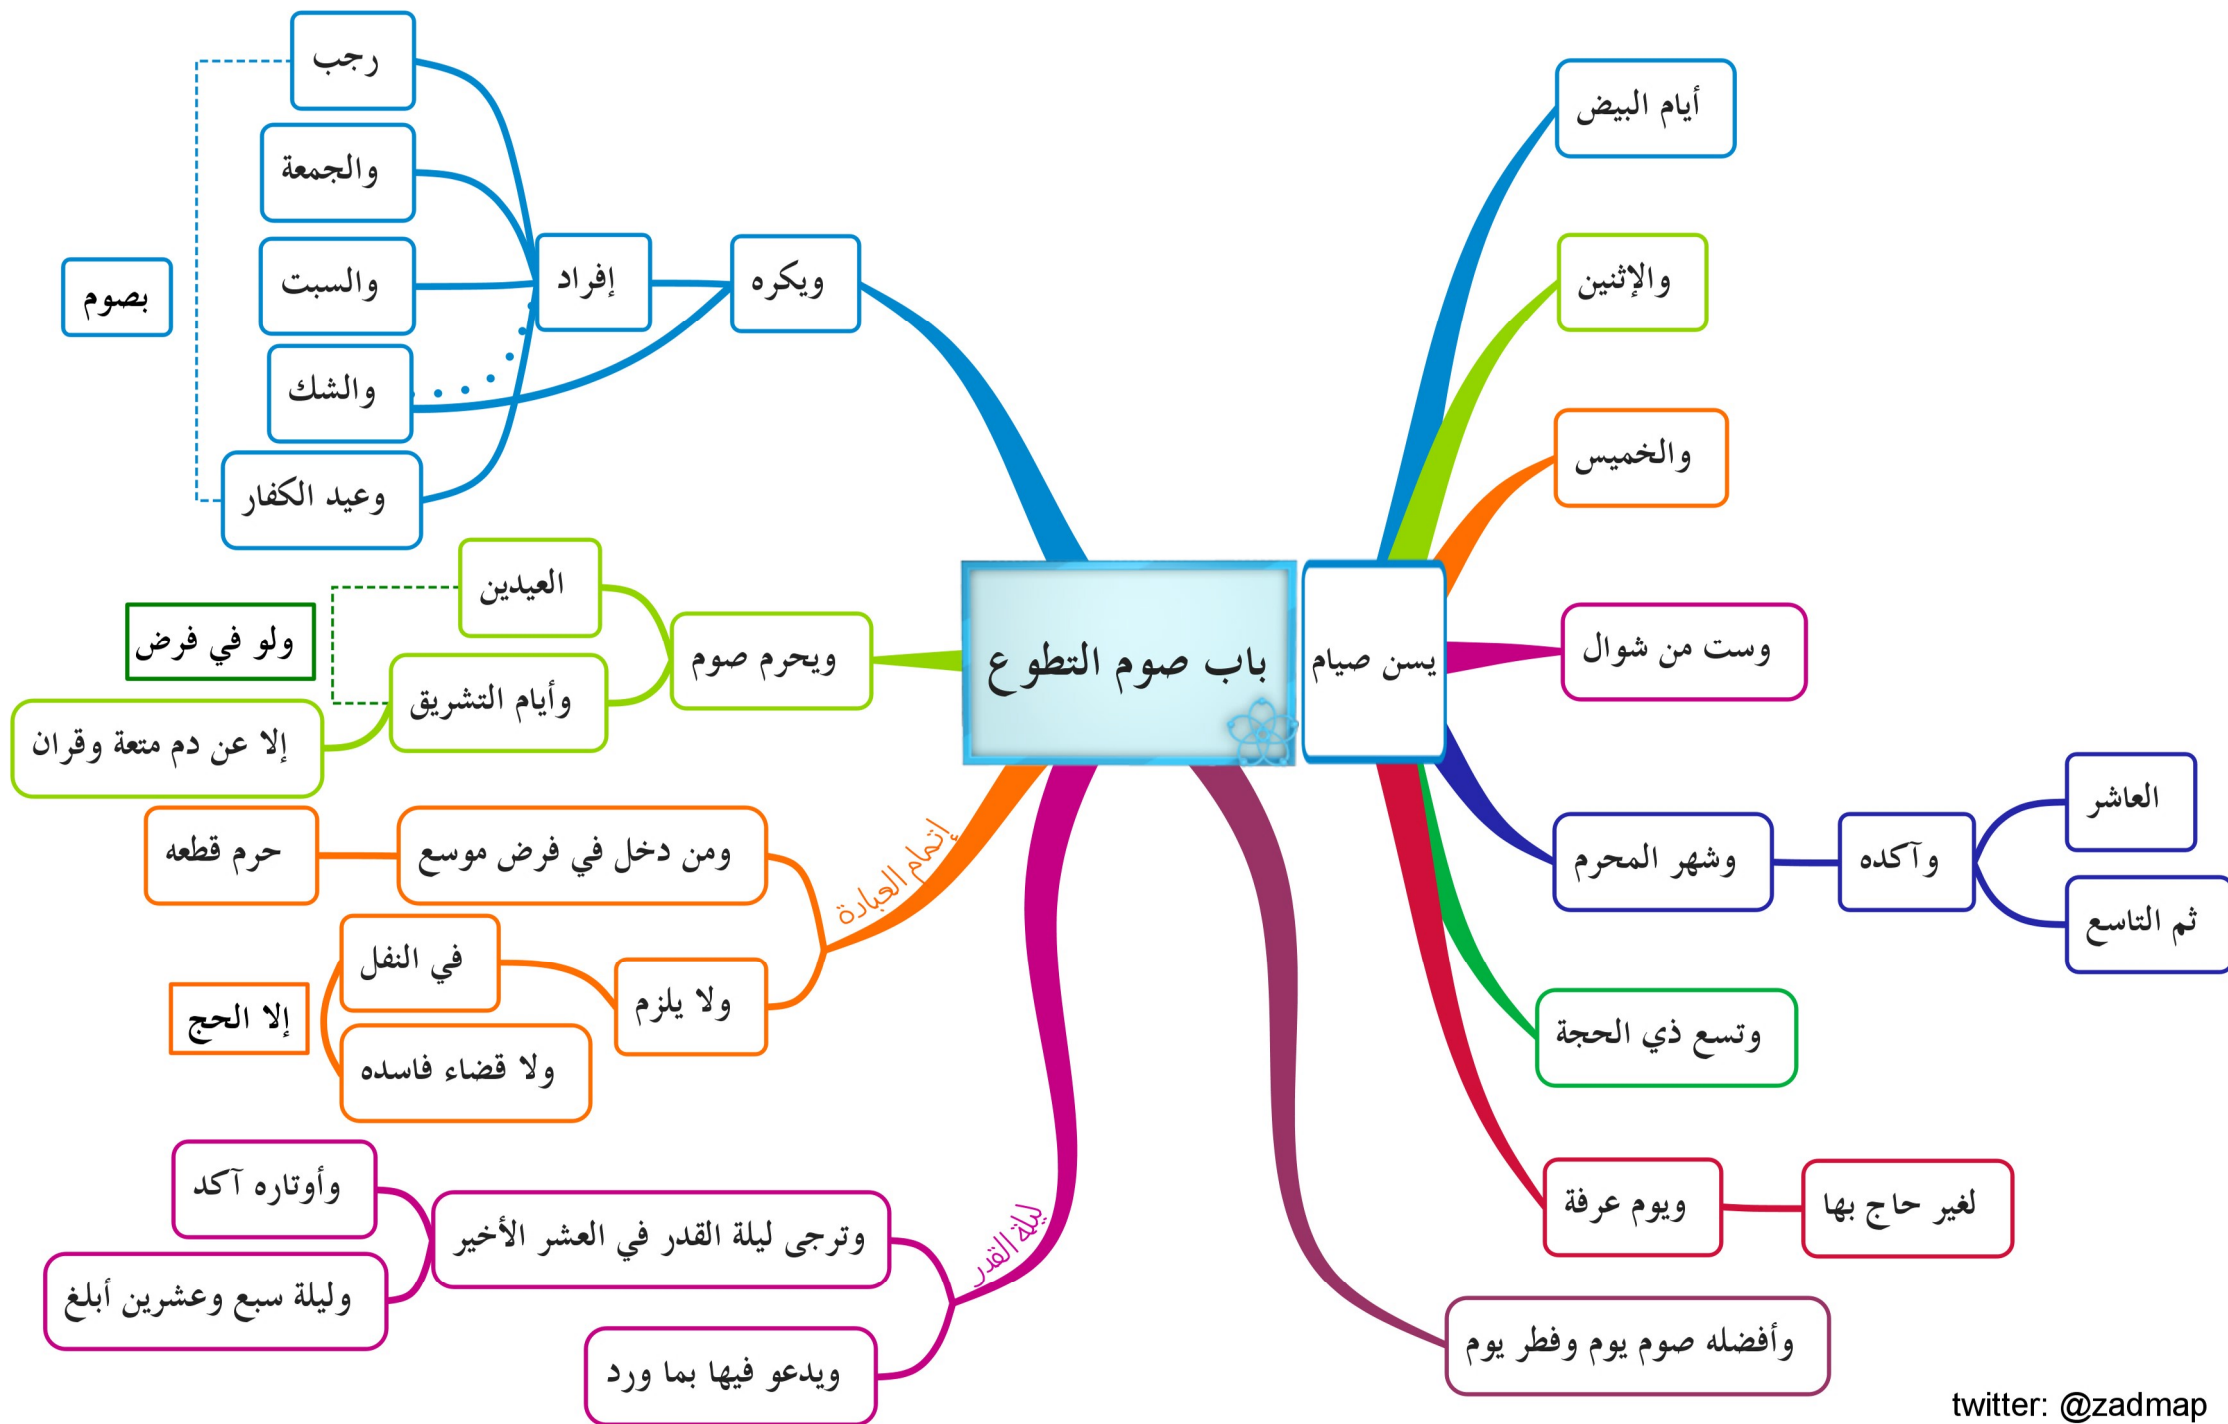 باب صوم التطوع
يسن صيام
أيام البيض
والإثنين
والخميس
وست من شوال
وشهر المحرم
وآكده
العاشر
ثم التاسع
وتسع ذي الحجة
ويوم عرفة
لغير حاج بها
وأفضله صوم يوم وفطر يوم
ويكره
إفراد
رجب
والجمعة
والسبت
والشك
وعيد الكفار
بصوم
ويحرم صوم
العيدين
وأيام التشريق
ولو في فرض
إلا عن دم متعة وقران
إتمام العبادة
ومن دخل في فرض موسع
حرم قطعه
ولا يلزم
في النفل
ولا قضاء فاسده
إلا الحج
ليلة القدر
وترجى ليلة القدر في العشر الأخير
وأوتاره آكد
وليلة سبع وعشرين أبلغ
ويدعو فيها بما ورد
twitter: @zadmap